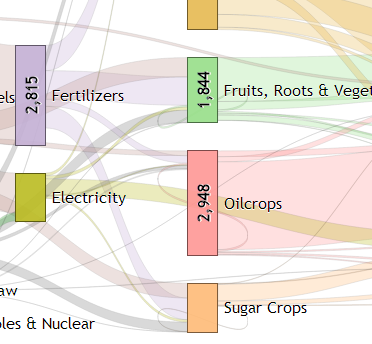 els
2,815
Fertilizers
1,844
Fruits, Roots & Veget
Electricity
2,948
Oilcrops
aw
Sugar Crops
les & Nuclear